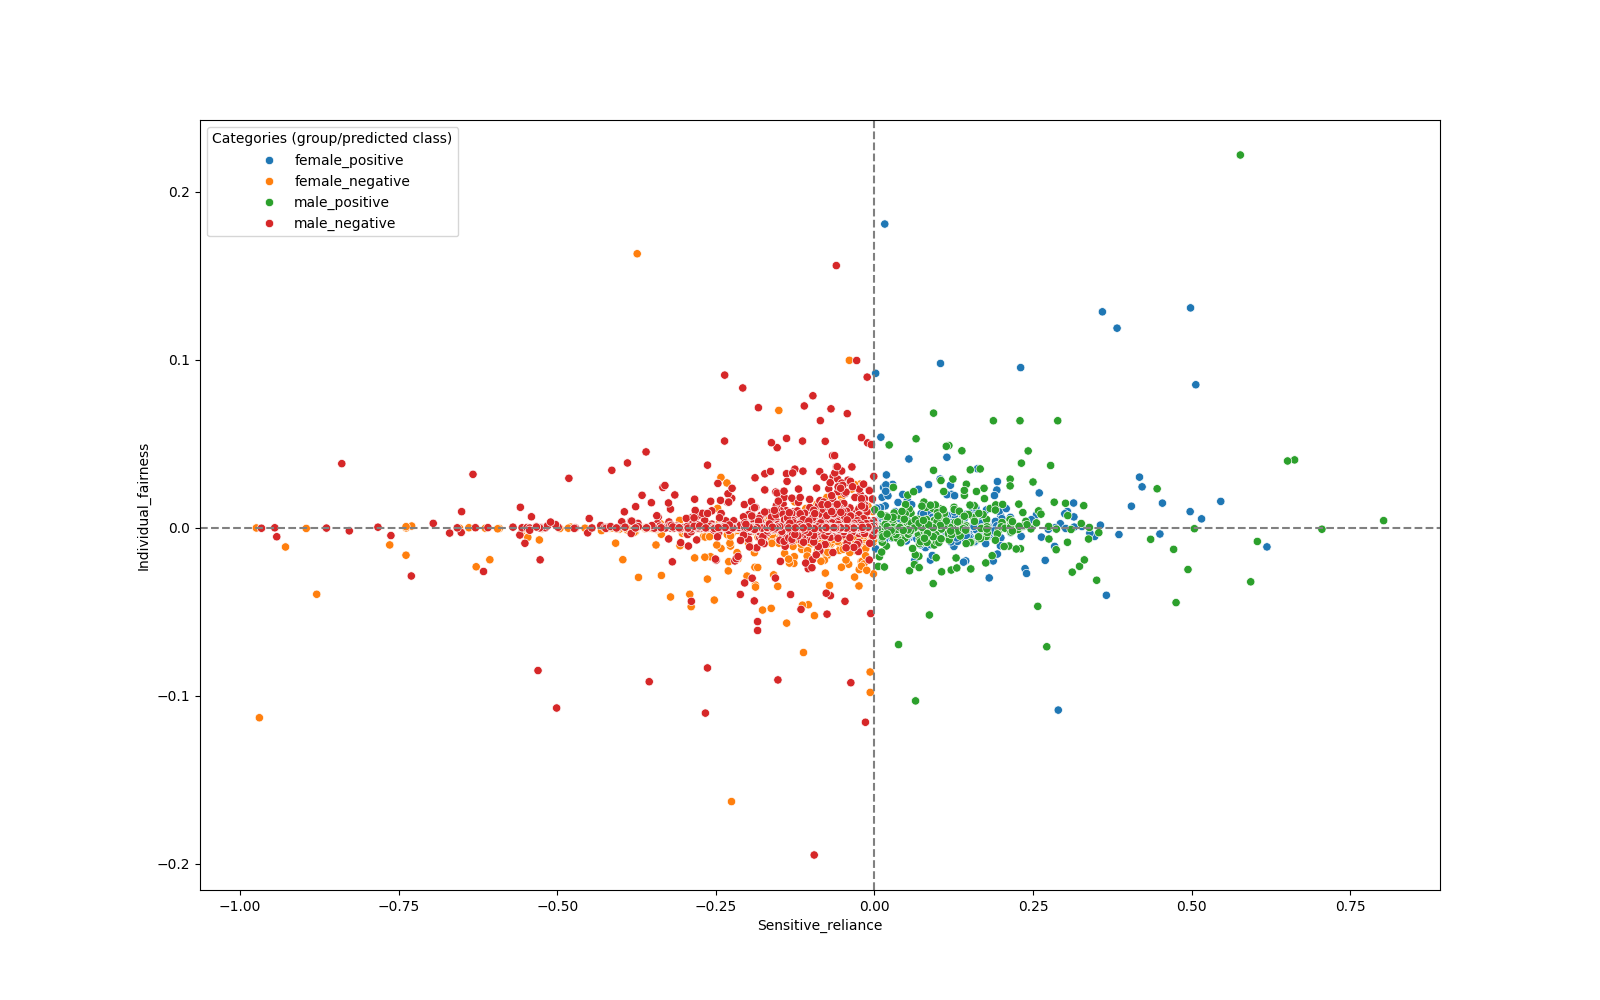 Categories (group/predicted class)
female_positive
female_negative
male_positive
male_negative
0.2
0.1
0.0
−0.1
−0.2
Individual_fairness
−1.00 −0.75 −0.50 −0.25 0.00 0.25 0.50 0.75
Sensitive_reliance